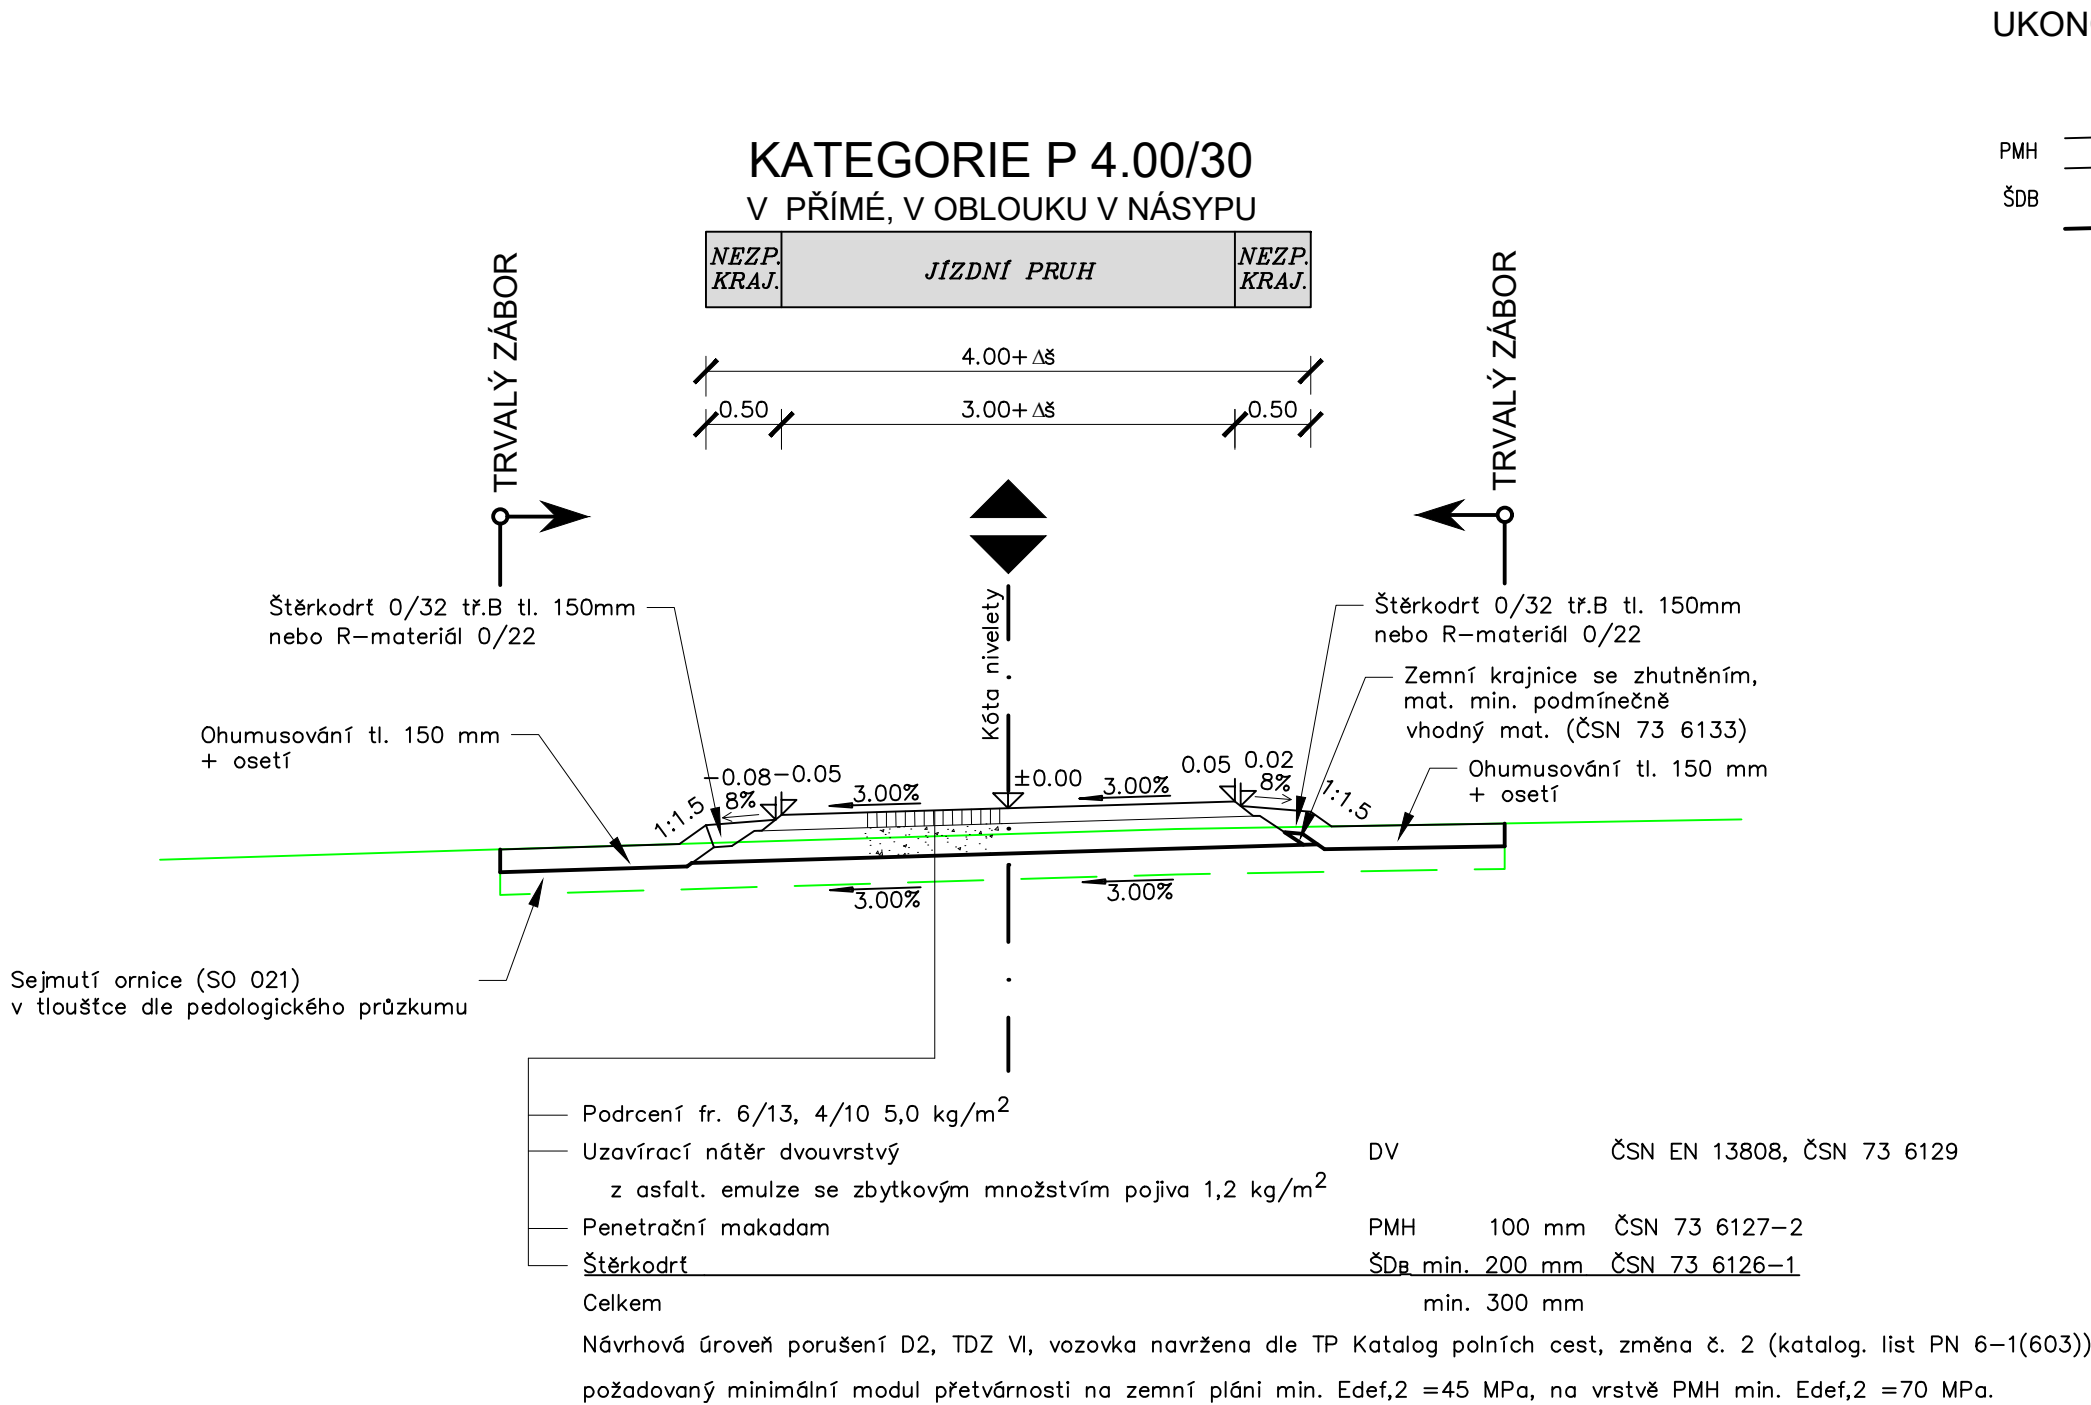 UKON
KATEGORIE P 4.00/30
V PŘÍMÉ, V OBLOUKU V NÁSYPU
PMH
ŠDB
NEZP.
KRAJ.
JÍZDNÍ PRUH
NEZP.
KRAJ.
TRVALÝ ZÁBOR
TRVALÝ ZÁBOR
4.00+Δš
0.50
3.00+Δš
0.50
Štěrkodrť 0/32 tř.B tl. 150mm
nebo R-materiál 0/22
Kóta nivelety
Štěrkodrť 0/32 tř.B tl. 150mm
nebo R-materiál 0/22
Zemní krajnice se zhutněním,
mat. min. podmínečně
vhodný mat. (ČSN 73 6133)
Ohumusování tl. 150 mm
+ osetí
Ohumusování tl. 150 mm
+ osetí
1:1.5
-0.08
-0.05
8%
3.00%
±0.00
3.00%
0.05
0.02
8%
1:1.5
3.00%
3.00%
Sejmutí ornice (SO 021)
v tloušťce dle pedologického průzkumu
Podrcení fr. 6/13, 4/10 5,0 kg/m2
Uzavírací nátěr dvouvrstvý DV ČSN EN 13808, ČSN 73 6129
z asfalt. emulze se zbytkovým množstvím pojiva 1,2 kg/m2
Penetrační makadam PMH 100 mm ČSN 73 6127-2
Štěrkodrť ŠDB min. 200 mm ČSN 73 6126-1
Celkem min. 300 mm
Návrhová úroveň porušení D2, TDZ VI, vozovka navržena dle TP Katalog polních cest, změna č. 2 (katalog. list PN 6-1(603))
požadovaný minimální modul přetvárnosti na zemní pláni min. Edef,2 =45 MPa, na vrstvě PMH min. Edef,2 =70 MPa.